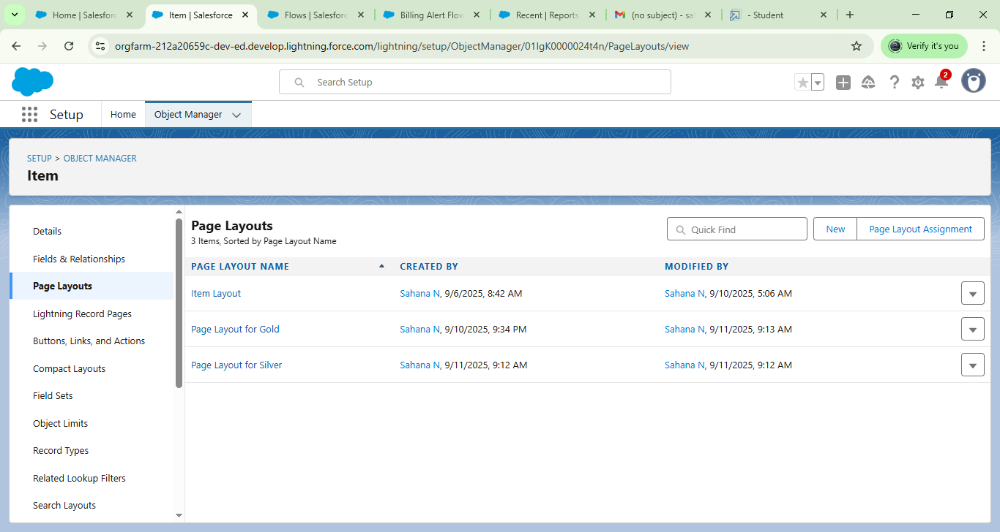 Home | Salesforc
Item | Salesforce
Flows | Salesforc
Billing Alert Flow
Recent | Reports
(no subject) - sa
- Student
orgfarm-212a20659c-dev-ed.develop.lightning.force.com/lightning/setup/ObjectManager/01IgK0000024t4n/PageLayouts/view
Verify it's you
Search Setup
2
Setup
Home
Object Manager
SETUP > OBJECT MANAGER
Item
Details
Fields & Relationships
Page Layouts
Lightning Record Pages
Buttons, Links, and Actions
Compact Layouts
Field Sets
Object Limits
Record Types
Related Lookup Filters
Search Layouts
Page Layouts
3 Items, Sorted by Page Layout Name
Quick Find
New
Page Layout Assignment
PAGE LAYOUT NAME CREATED BY MODIFIED BY
Item Layout Sahana N, 9/6/2025, 8:42 AM Sahana N, 9/10/2025, 5:06 AM
Page Layout for Gold Sahana N, 9/10/2025, 9:34 PM Sahana N, 9/11/2025, 9:13 AM
Page Layout for Silver Sahana N, 9/11/2025, 9:12 AM Sahana N, 9/11/2025, 9:12 AM